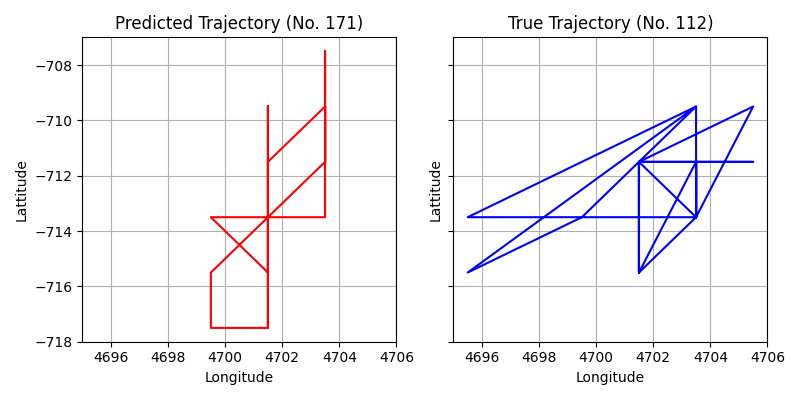 Predicted Trajectory (No. 171)
True Trajectory (No. 112)
−708
−710
−712
−714
−716
−718
Lattitude
Lattitude
4696 4698 4700 4702 4704 4706
4696 4698 4700 4702 4704 4706
Longitude
Longitude